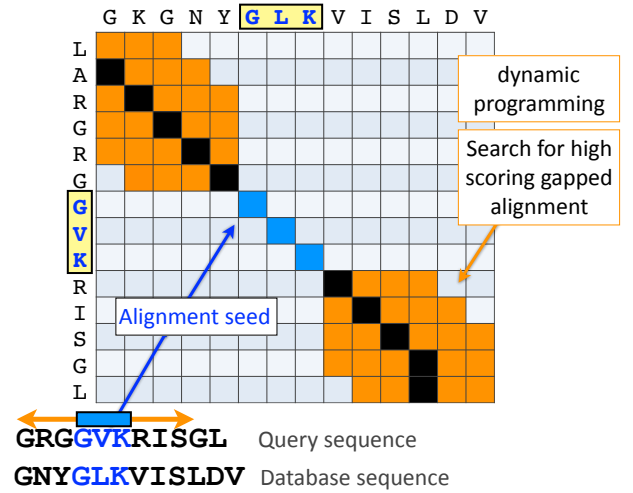 G K G N Y G L K V I S L D V
L
A
R
G
R
G
G
V
K
R
I
S
G
L
dynamic
programming
Search for high
scoring gapped
alignment
Alignment seed
GRGGVKRISGL Query sequence
GNYGLKVISLDV Database sequence